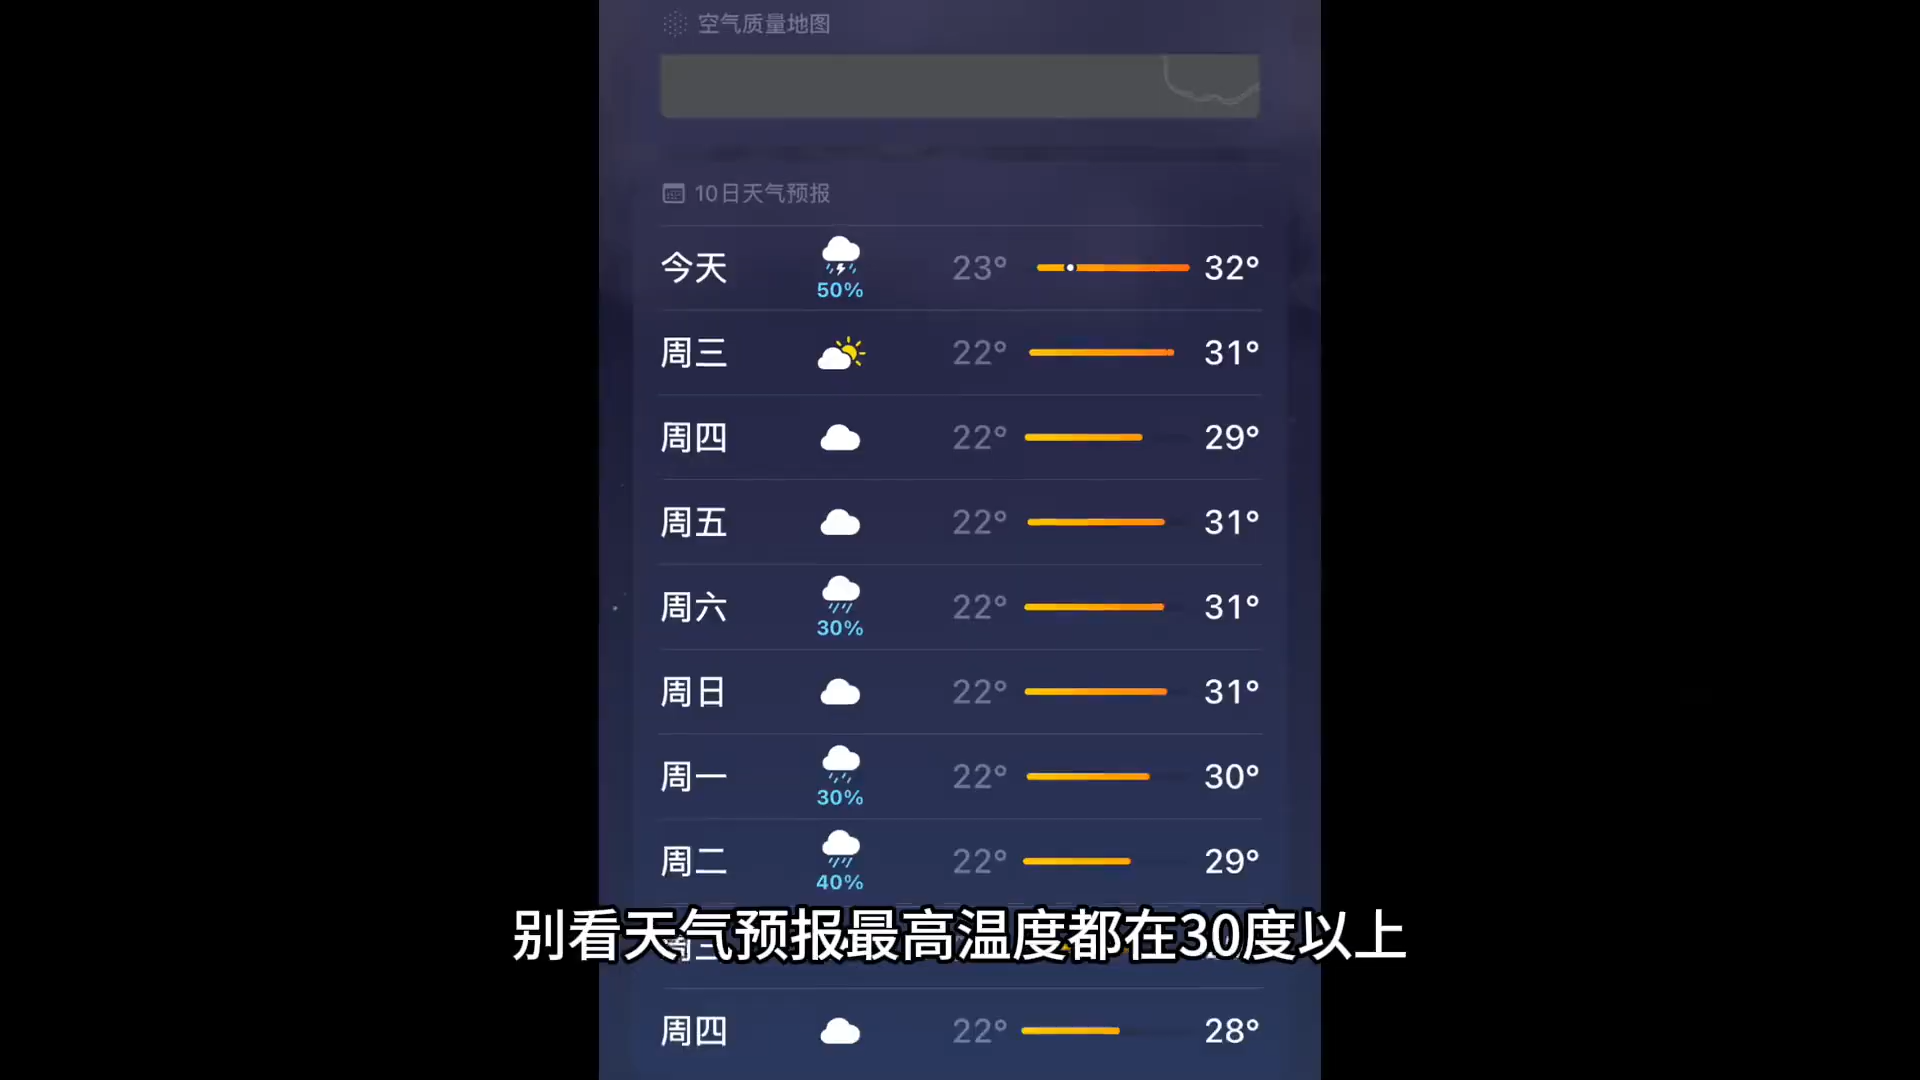 空气质量地图
10日天气预报
今天 50% 23° 32°
周三 22° 31°
周四 22° 29°
周五 22° 31°
周六 30% 22° 31°
周日 22° 31°
周一 30% 22° 30°
周二 40% 22° 29°
别看天气预报最高温度都在30度以上
周三
周四 22° 28°